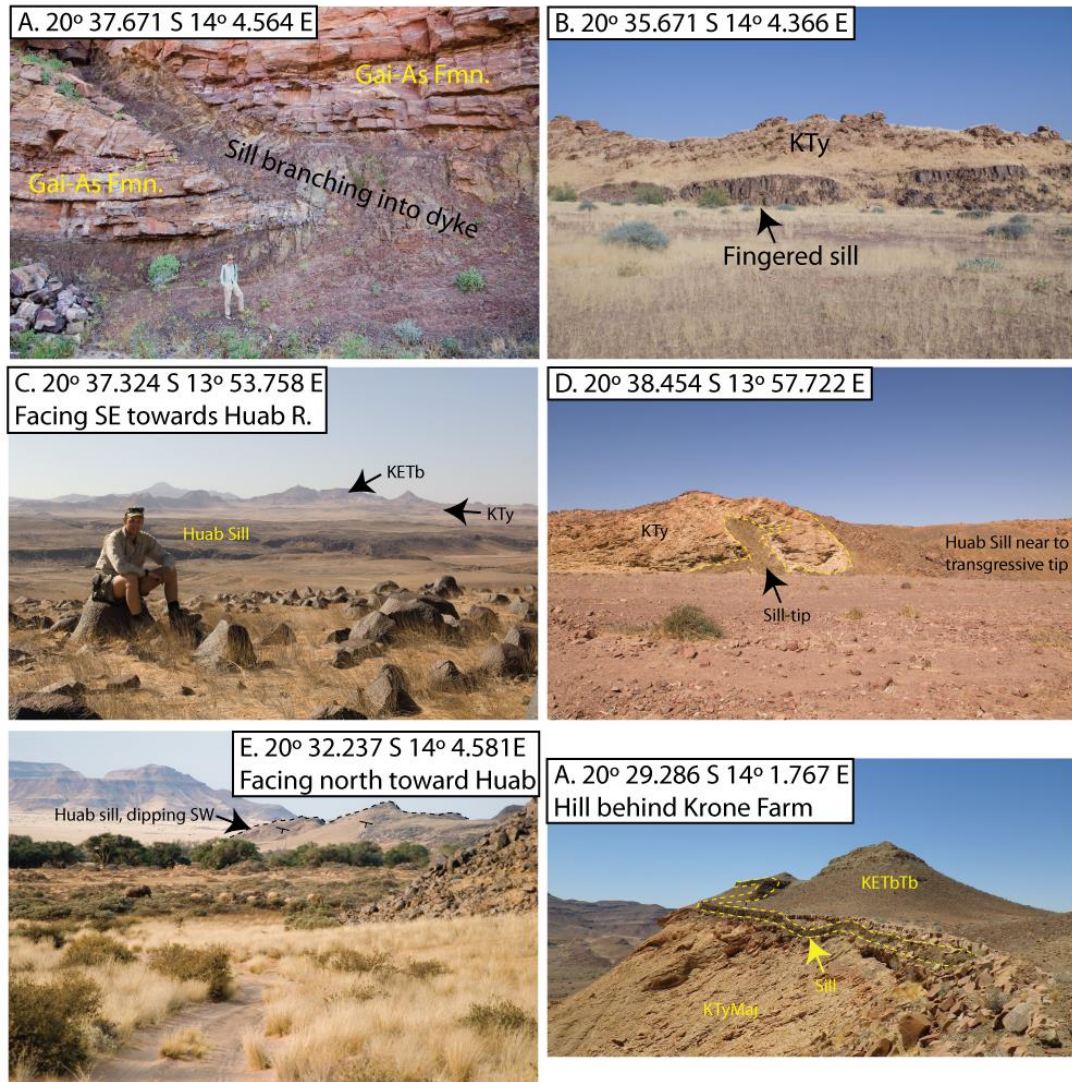 A. 20º 37.671 S 14º 4.564 E
Gai-As Fmn.
Gai-As Fmn.
Sill branching into dyke
B. 20º 35.671 S 14º 4.366 E
KTy
Fingered sill
C. 20º 37.324 S 13º 53.758 E
Facing SE towards Huab R.
KETb
KTy
Huab Sill
D. 20º 38.454 S 13º 57.722 E
KTy
Huab Sill near to
transgressive tip
Sill-tip
E. 20º 32.237 S 14º 4.581E
Facing north toward Huab
Huab sill, dipping SW
A. 20º 29.286 S 14º 1.767 E
Hill behind Krone Farm
KETbTb
Sill
KTyMaj